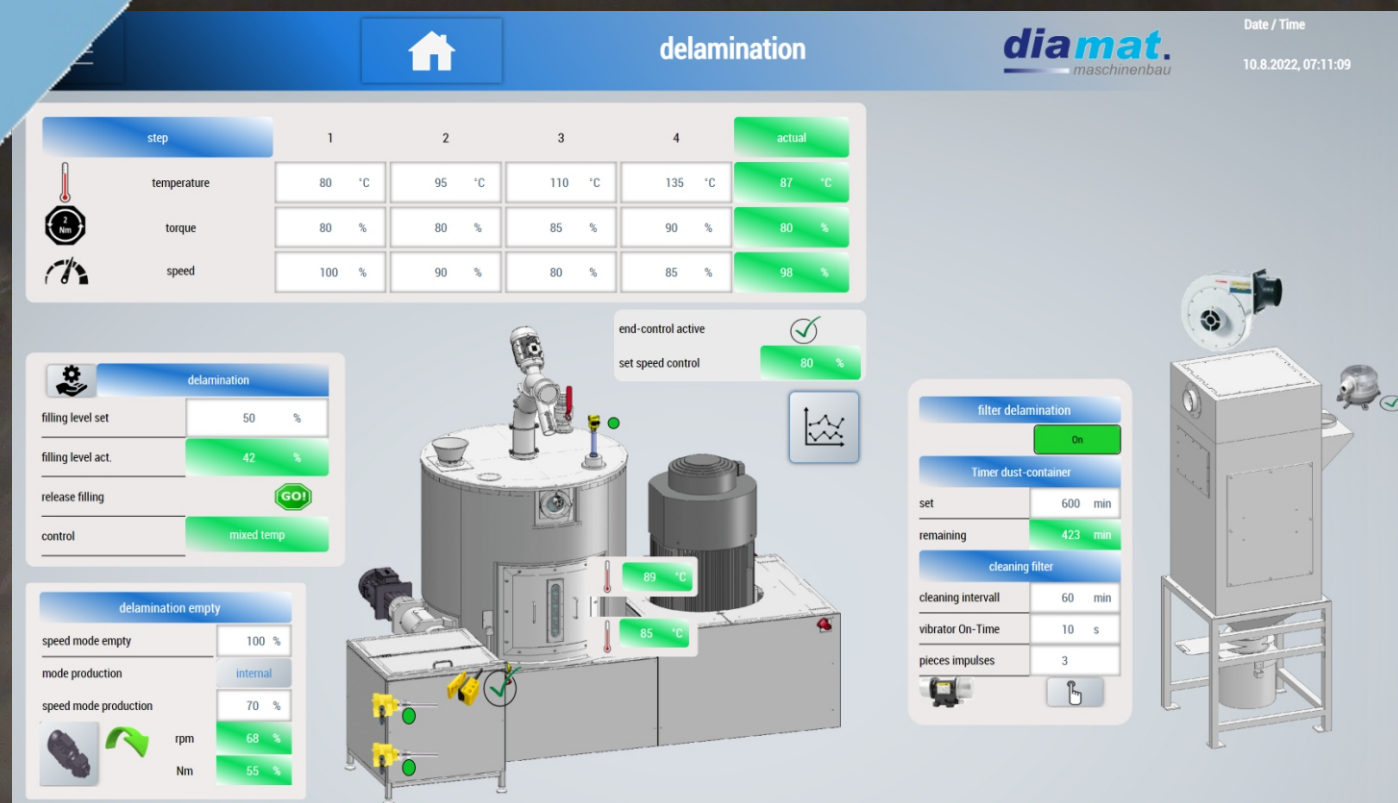 delamination
diamat.
maschinenbau
Date / Time
10.8.2022, 07:11:09
step 1 2 3 4 actual
temperature 80 °C 95 °C 110 °C 135 °C 87 °C
2
Nm
torque 80 % 80 % 85 % 90 % 80 %
speed 100 % 90 % 80 % 85 % 98 %
end-control active
set speed control 80 %
delamination
filling level set 50 %
filling level act. 42 %
release filling GO!
control mixed temp
89 °C
85 °C
delamination empty
speed mode empty 100 %
mode production internal
speed mode production 70 %
rpm 68 %
Nm 55 %
filter delamination
On
Timer dust-container
set 600 min
remaining 423 min
cleaning filter
cleaning intervall 60 min
vibrator On-Time 10 s
pieces impulses 3